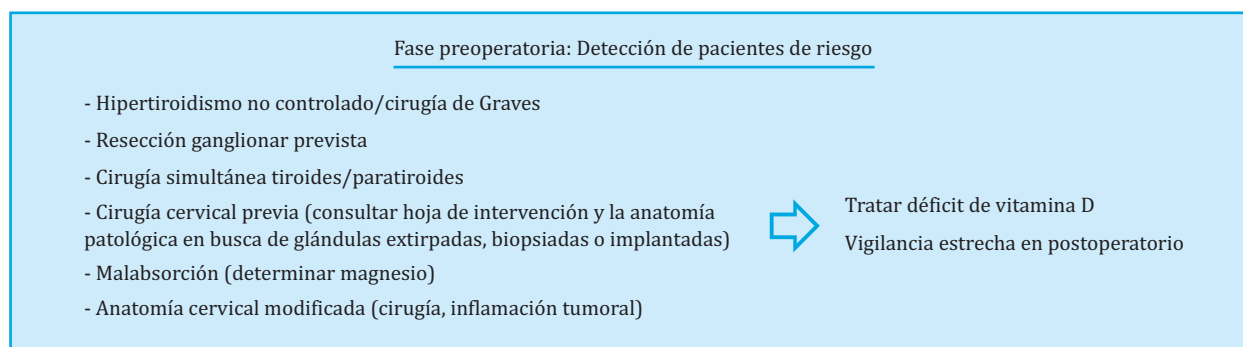 Fase preoperatoria: Detección de pacientes de riesgo
- Hipertiroidismo no controlado/cirugía de Graves
- Resección ganglionar prevista
- Cirugía simultánea tiroides/paratiroides
- Cirugía cervical previa (consultar hoja de intervención y la anatomía
patológica en busca de glándulas extirpadas, biopsiadas o implantadas)
- Malabsorción (determinar magnesio)
- Anatomía cervical modificada (cirugía, inflamación tumoral)
Tratar déficit de vitamina D
Vigilancia estrecha en postoperatorio